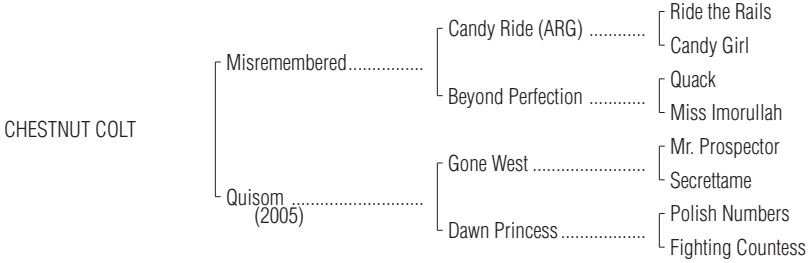 Ride the Rails
Candy Ride (ARG) ............
Candy Girl
Misremembered................
Quack
Beyond Perfection ............
Miss Imorullah
CHESTNUT COLT
Mr. Prospector
Gone West ........................
Secrettame
Quisom ............................
(2005)
Polish Numbers
Dawn Princess..................
Fighting Countess